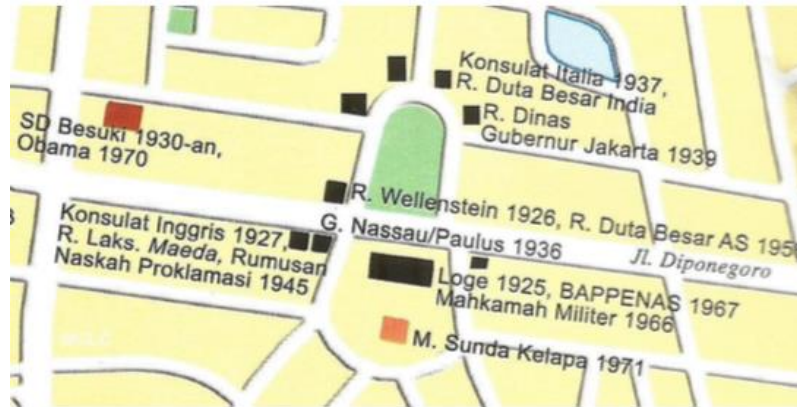 Konsulat Italia 1937,
R. Duta Besar India
R. Dinas
Gubernur Jakarta 1939
SD Besuki 1930-an,
Obama 1970
R. Wellenstein 1926, R. Duta Besar AS 195
Konsulat Inggris 1927,
R. Laks. Maeda, Rumusan
Naskah Proklamasi 1945
G. Nassau/Paulus 1936
Jl. Diponegoro
Loge 1925, BAPPENAS 1967
Mahkamah Militer 1966
M. Sunda Kelapa 1971